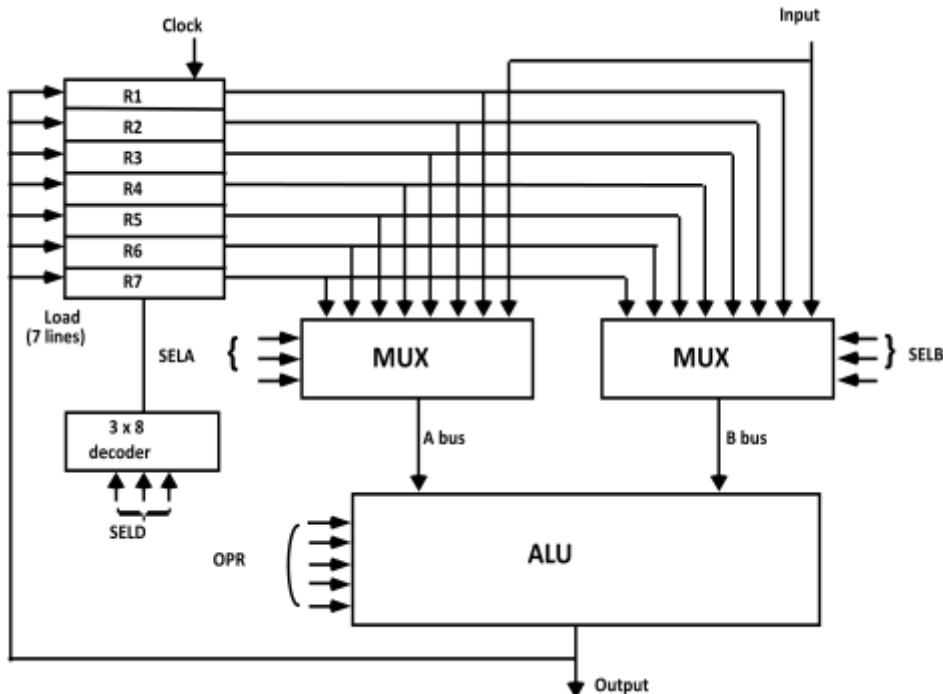 Clock
Input
R1
R2
R3
R4
R5
R6
R7
Load
(7 lines)
SELA
{
MUX
MUX
}
SELB
3 x 8
decoder
A bus
B bus
SELD
OPR
ALU
Output